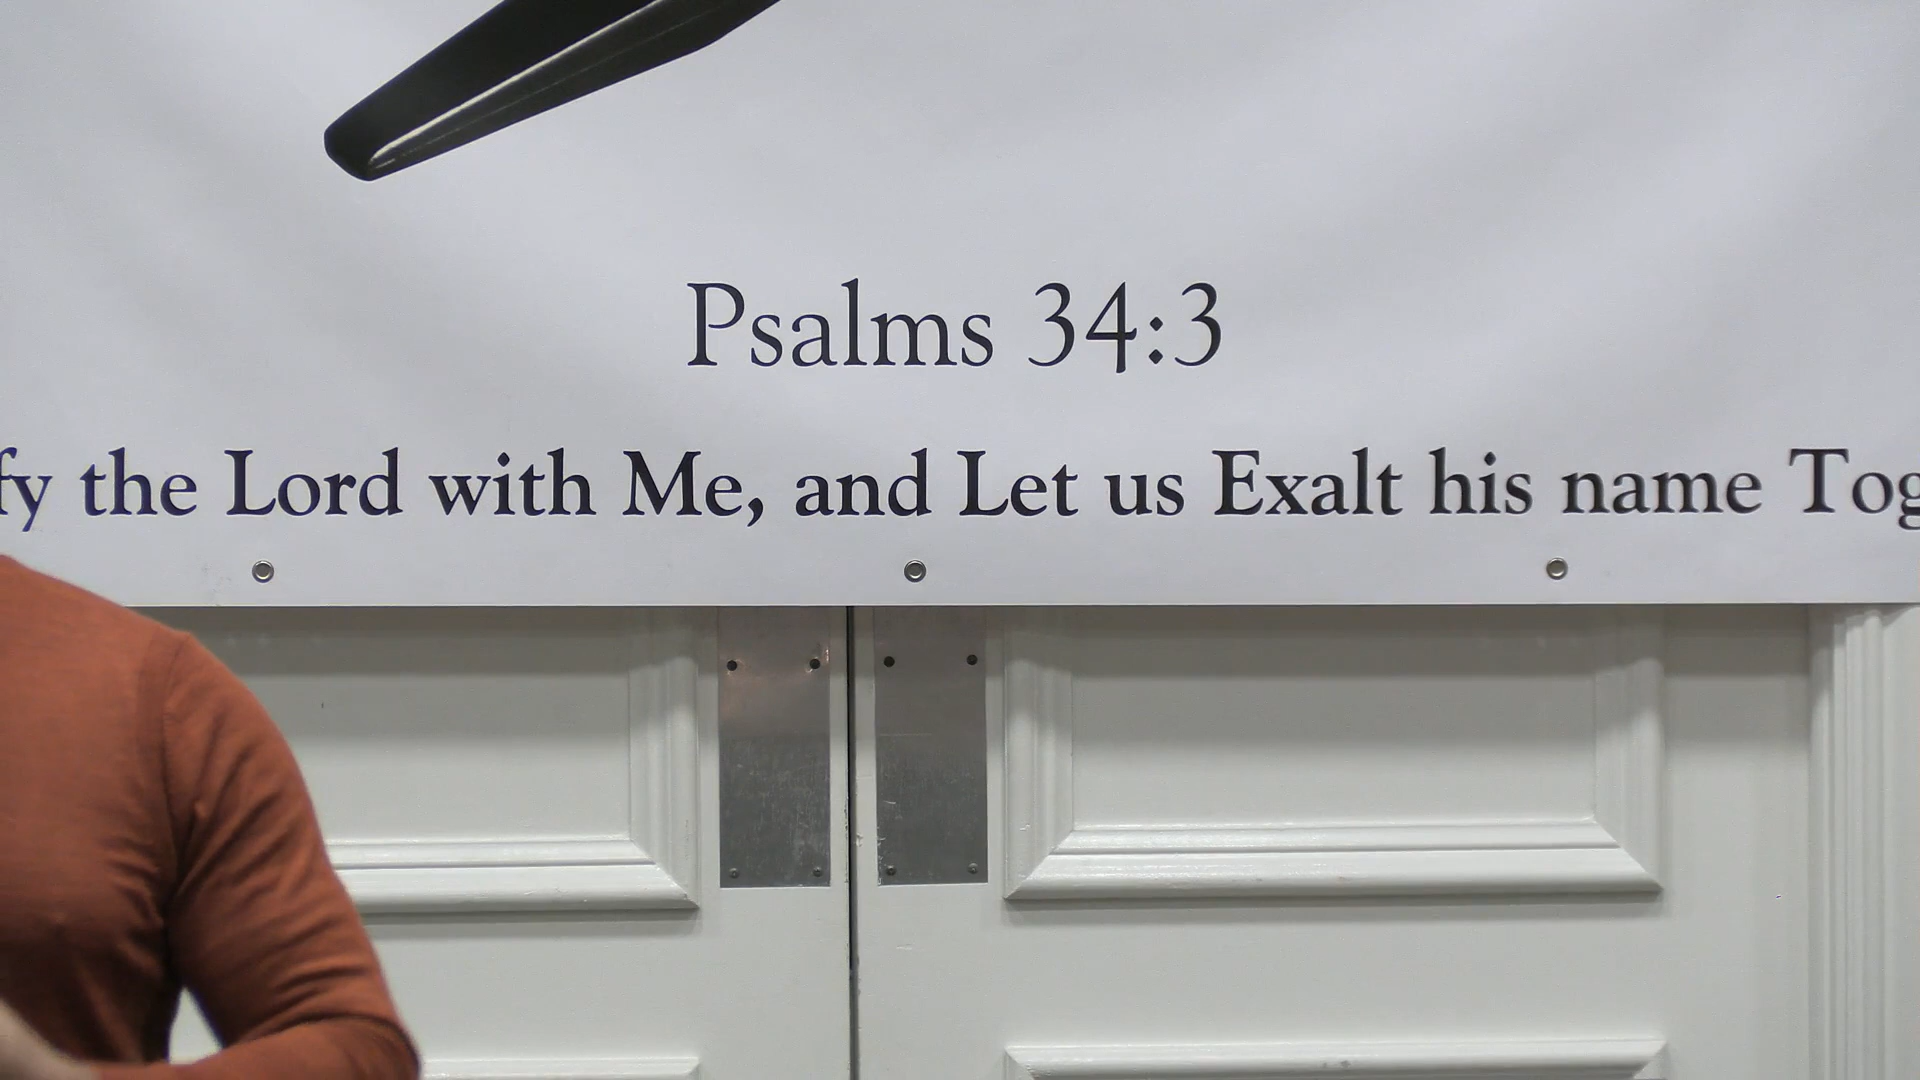 Psalms 34:3
fy the Lord with Me, and Let us Exalt his name Tog